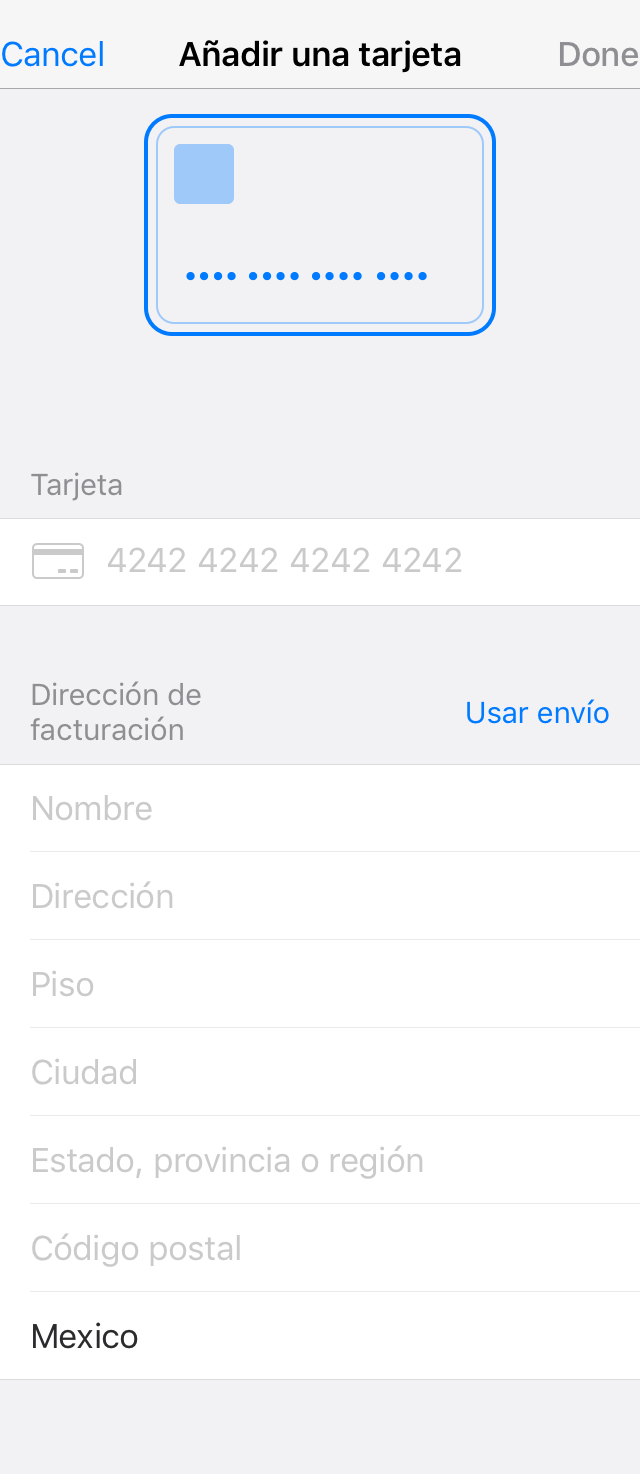 Cancel Añadir una tarjeta Done
•••• •••• •••• ••••
Tarjeta
4242 4242 4242 4242
Dirección de
facturación
Usar envío
Nombre
Dirección
Piso
Ciudad
Estado, provincia o región
Código postal
Mexico